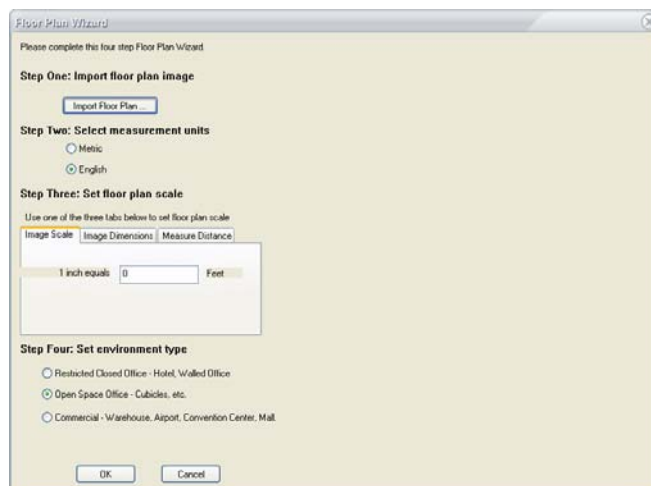 Floor Plan Wizard
Please complete this four step Floor Plan Wizard.
Step One: Import floor plan image
Import Floor Plan ...
Step Two: Select measurement units
Metric
English
Step Three: Set floor plan scale
Use one of the three tabs below to set floor plan scale
Image Scale Image Dimensions Measure Distance
1 inch equals 0 Feet
Step Four: Set environment type
Restricted Closed Office - Hotel, Walled Office
Open Space Office - Cubicles, etc.
Commercial - Warehouse, Airport, Convention Center, Mall
OK Cancel